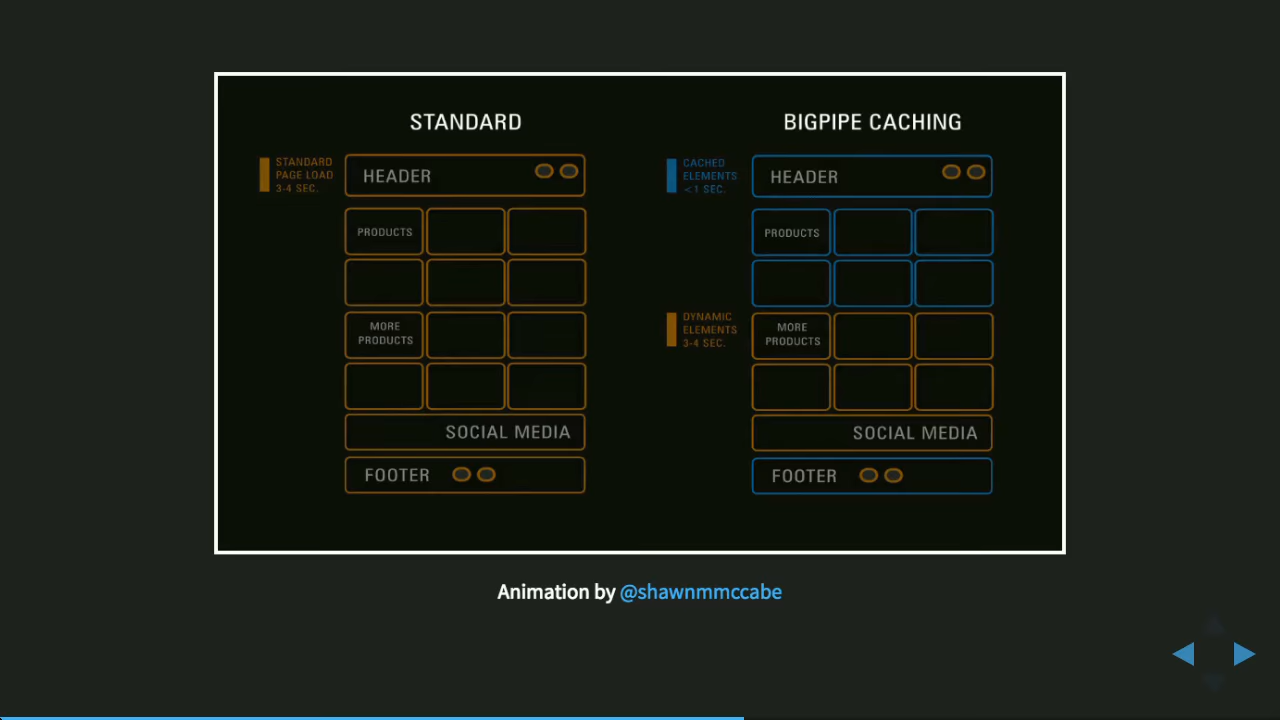 STANDARD
STANDARD
PAGE LOAD
3-4 SEC.
HEADER
PRODUCTS
MORE
PRODUCTS
SOCIAL MEDIA
FOOTER
BIGPIPE CACHING
CACHED
ELEMENTS
<1 SEC.
HEADER
PRODUCTS
DYNAMIC
ELEMENTS
3-4 SEC.
MORE
PRODUCTS
SOCIAL MEDIA
FOOTER
Animation by @shawnmmccabe